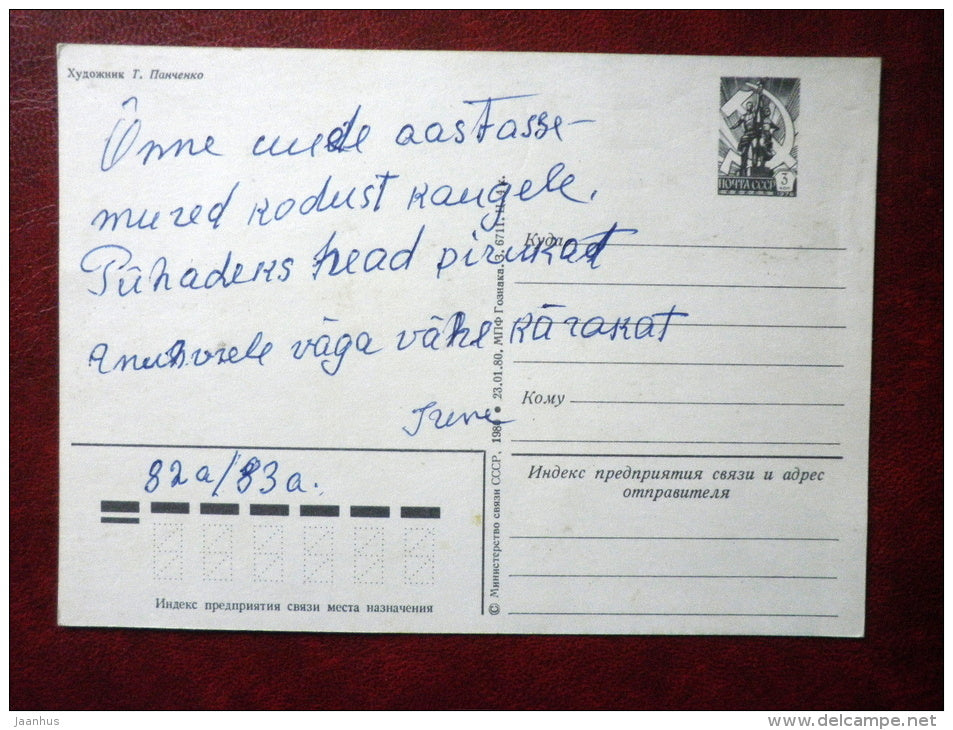 Художник Г. Панченко
Õnne uude aastasse –
mured kodust kaugele.
Pühadeks head pirukat
väga vähe kärakat
Irene
82a/83a.
ПОЧТА СССР
3
Куда
Кому
Индекс предприятия связи и адрес
отправителя
Индекс предприятия связи места назначения
© Министерство связи СССР, 1980 • 23.01.80. МПФ Гознака. З. 6711.
Jaanhus
www.delcampe.net